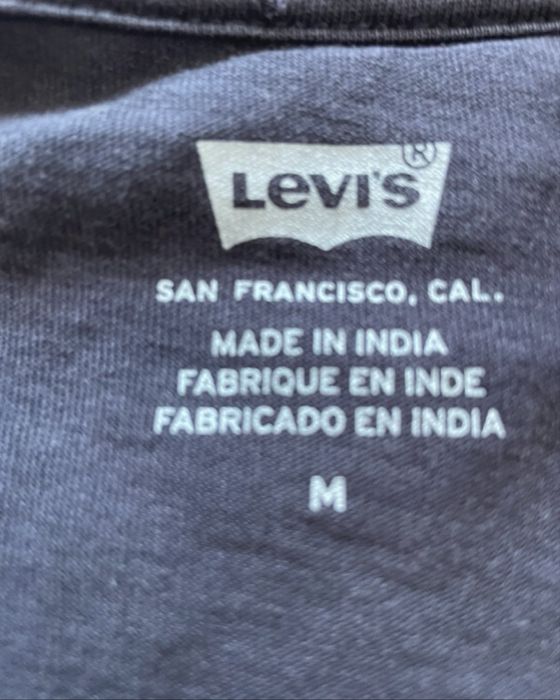 Levi's®
SAN FRANCISCO, CAL.
MADE IN INDIA
FABRIQUE EN INDE
FABRICADO EN INDIA
M